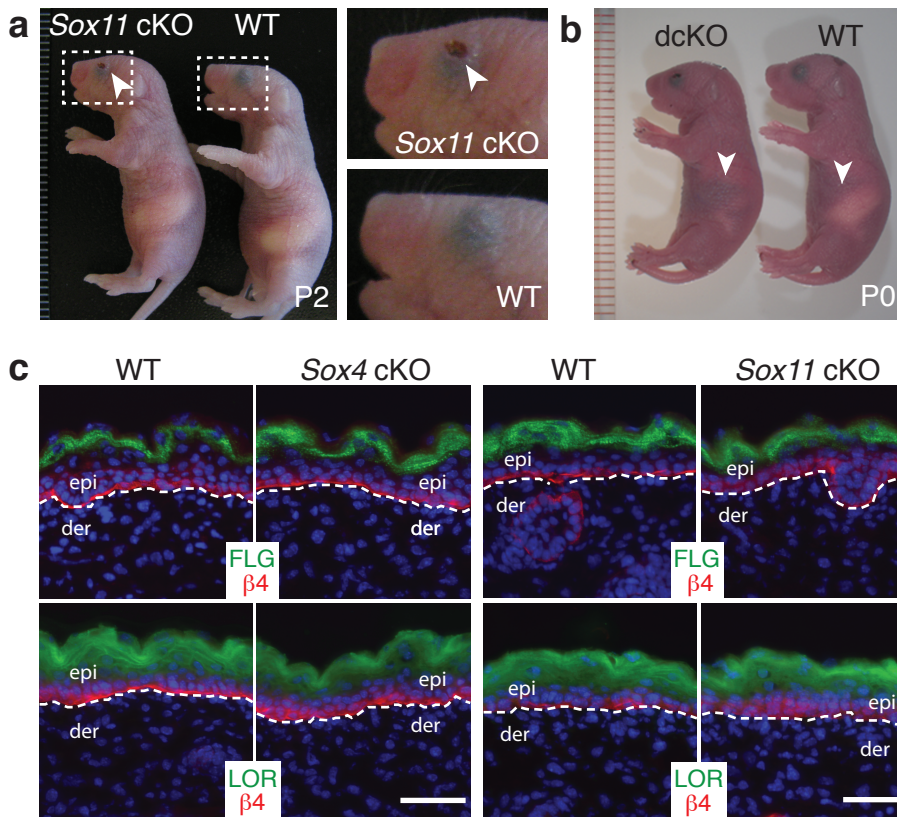 a
Sox11 cKO
WT
P2
Sox11 cKO
WT
b
dcKO
WT
P0
c
WT
Sox4 cKO
WT
Sox11 cKO
epi
der
epi
der
FLG
β4
epi
der
epi
der
FLG
β4
epi
der
epi
der
LOR
β4
epi
der
epi
der
LOR
β4